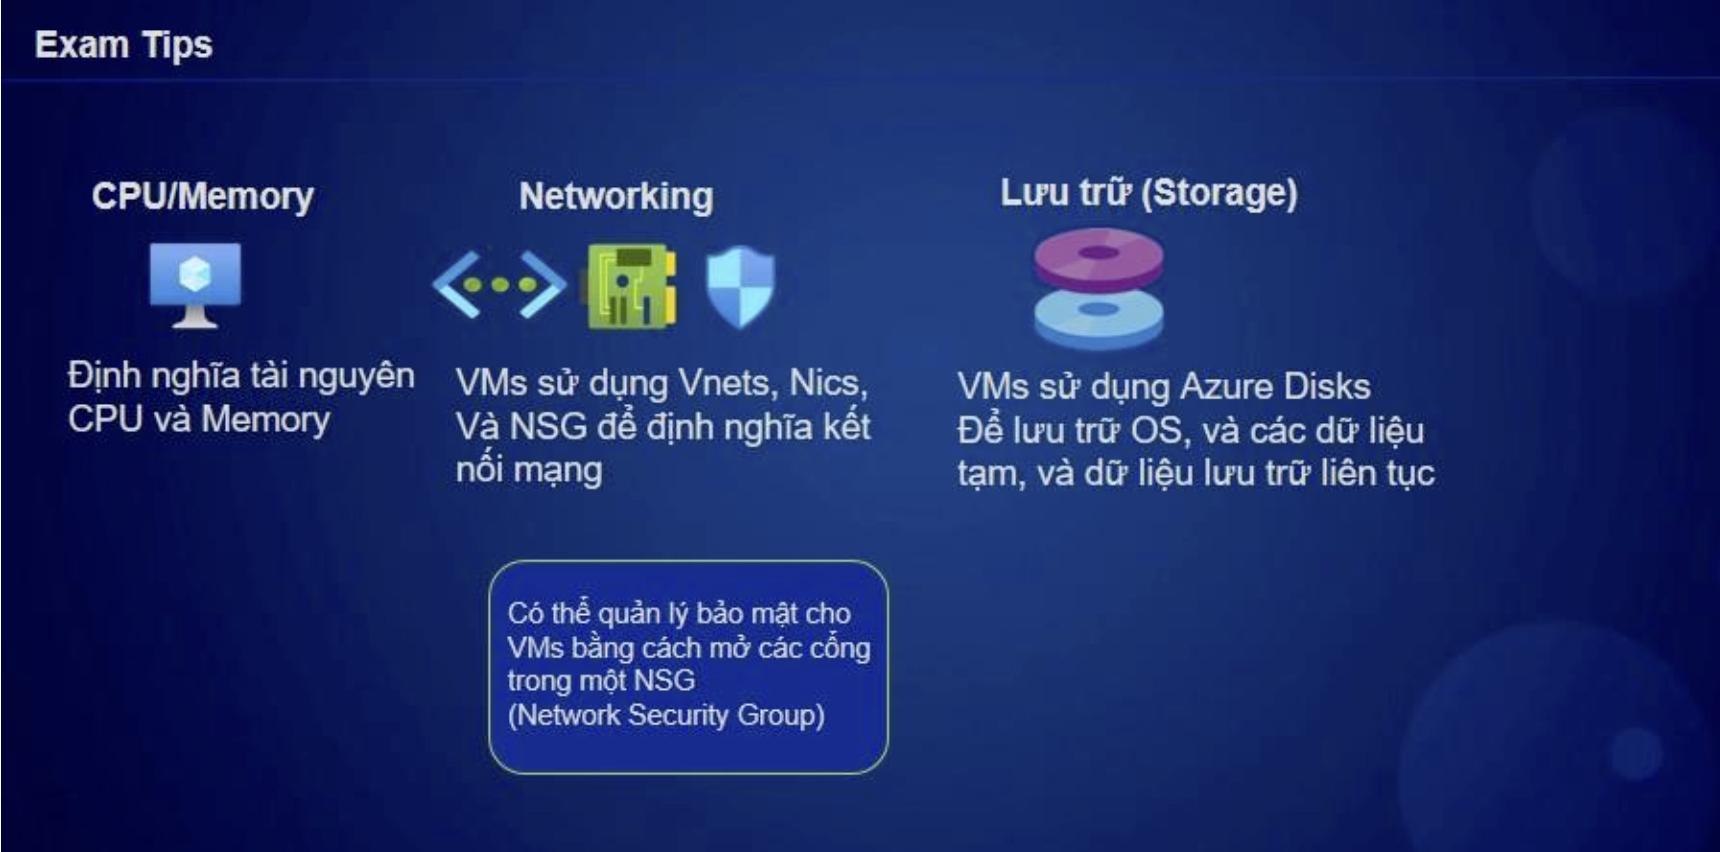 Exam Tips
CPU/Memory
Định nghĩa tài nguyên
CPU và Memory
Networking
VMs sử dụng Vnets, Nics,
Và NSG để định nghĩa kết
nối mạng
Có thể quản lý bảo mật cho
VMs bằng cách mở các cổng
trong một NSG
(Network Security Group)
Lưu trữ (Storage)
VMs sử dụng Azure Disks
Để lưu trữ OS, và các dữ liệu
tạm, và dữ liệu lưu trữ liên tục